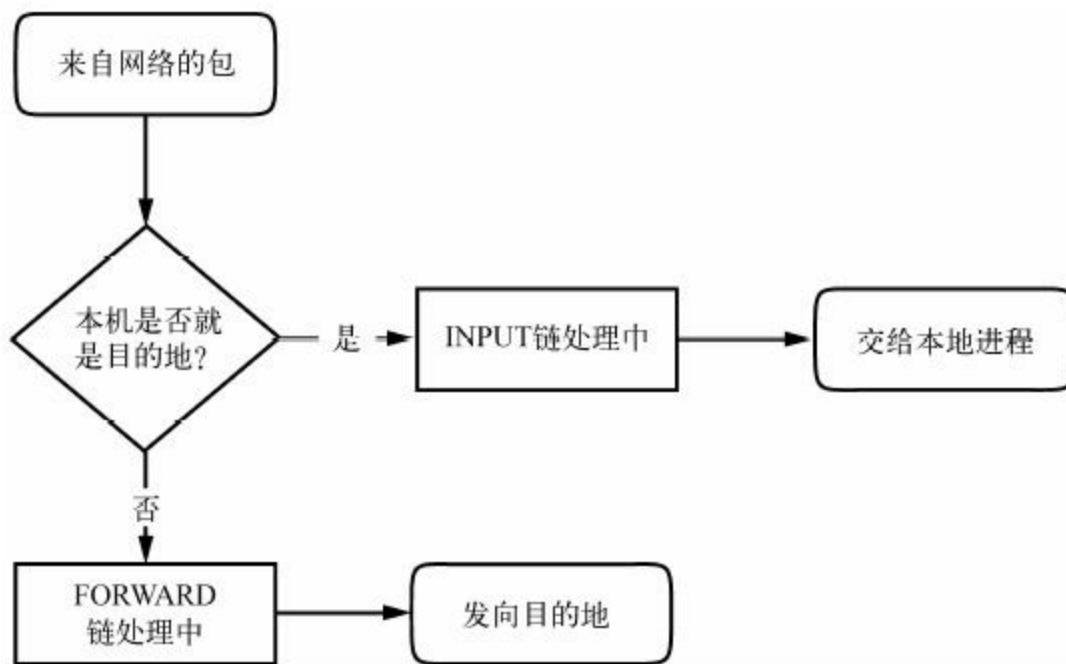 来自网络的包
本机是否就
是目的地?
是
INPUT链处理中
交给本地进程
否
FORWARD
链处理中
发向目的地